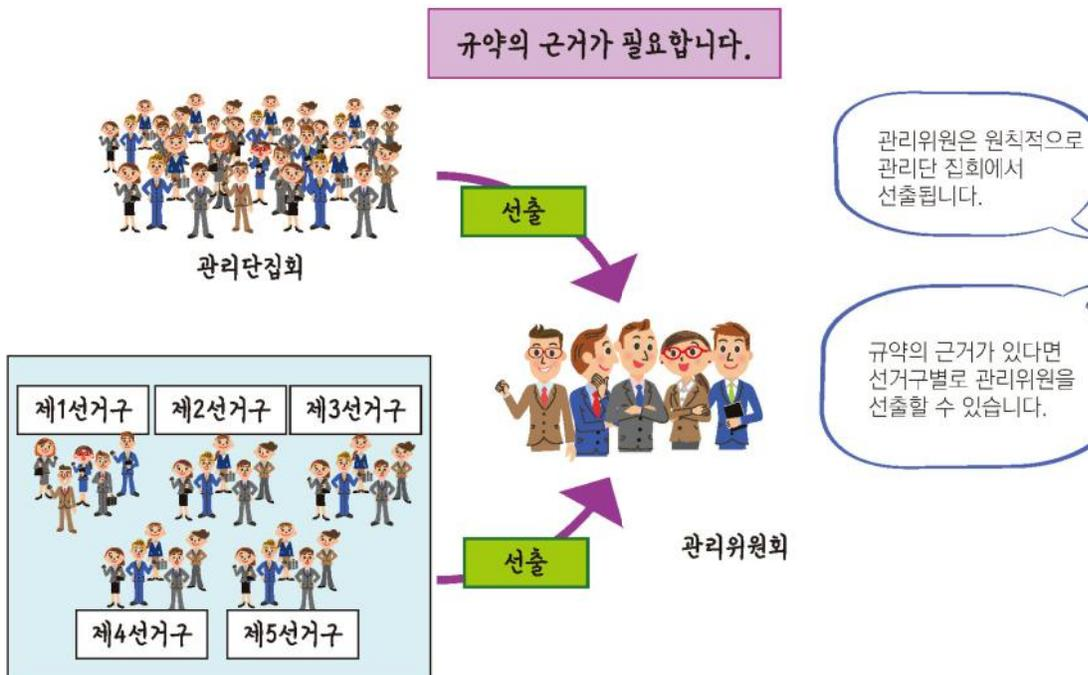 규약의 근거가 필요합니다.
선출
관리단집회
관리위원은 원칙적으로
관리단 집회에서
선출됩니다.
규약의 근거가 있다면
선거구별로 관리위원을
선출할 수 있습니다.
제1선거구
제2선거구
제3선거구
제4선거구
제5선거구
선출
관리위원회